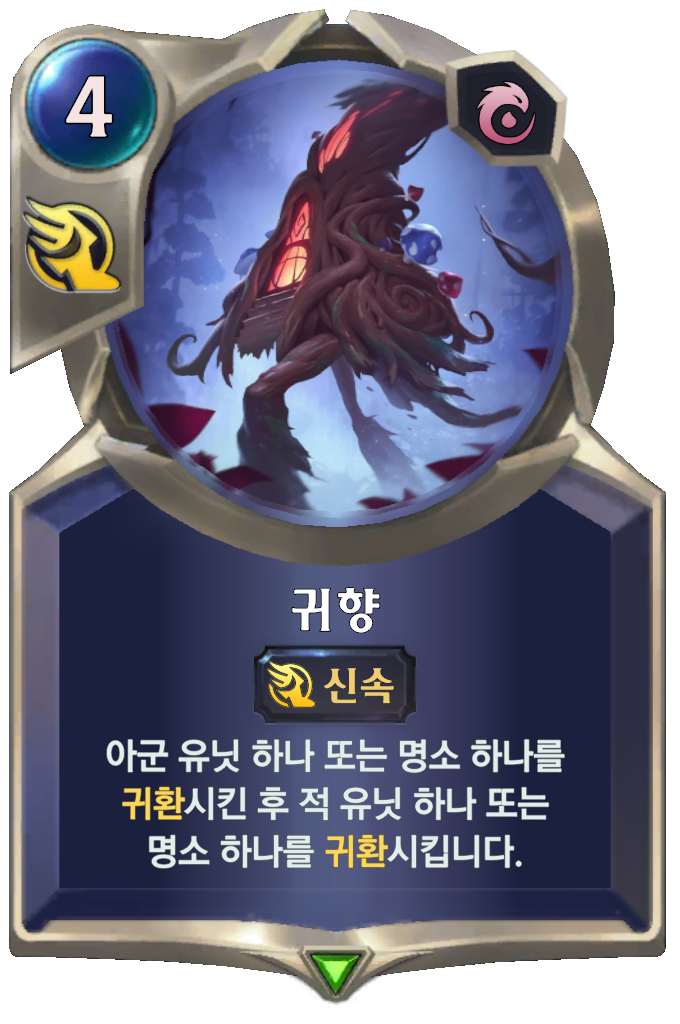 4
귀향
신속
아군 유닛 하나 또는 명소 하나를
귀환시킨 후 적 유닛 하나 또는
명소 하나를 귀환시킵니다.